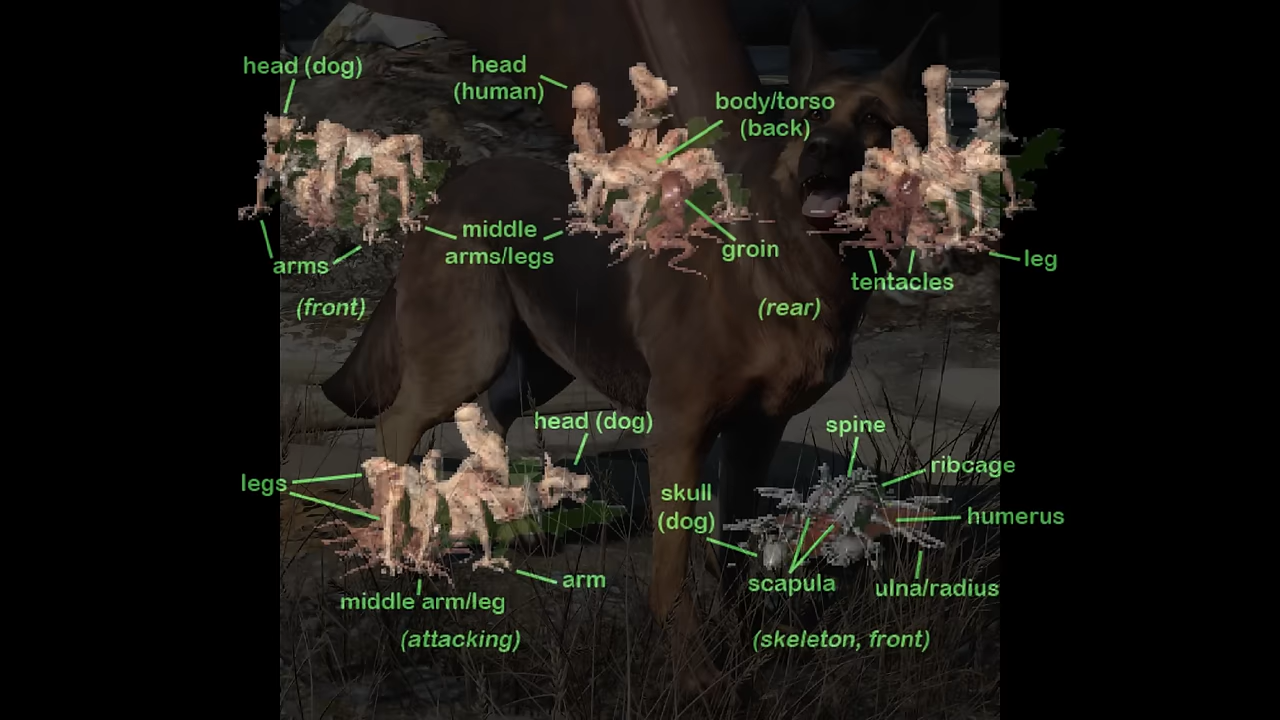 head (dog)
head
(human)
body/torso
(back)
middle
arms/legs
groin
arms
leg
tentacles
(front)
(rear)
head (dog)
spine
ribcage
legs
skull
(dog)
humerus
arm
scapula
ulna/radius
middle arm/leg
(attacking)
(skeleton, front)